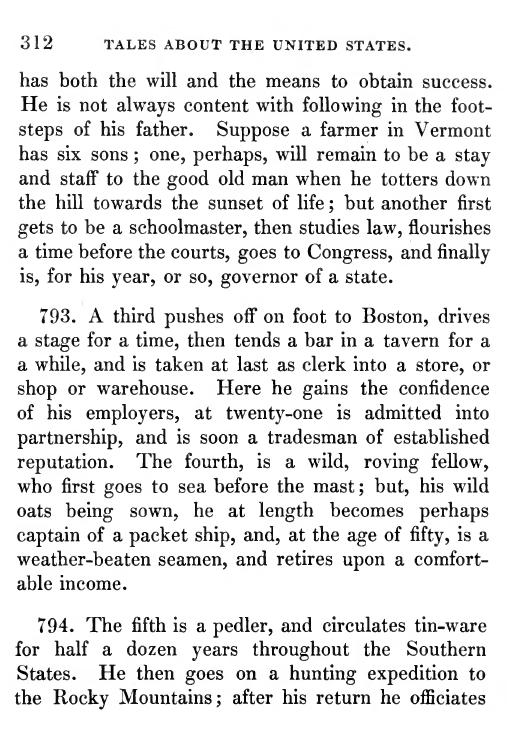 312 TALES ABOUT THE UNITED STATES.
has both the will and the means to obtain success.
He is not always content with following in the foot-
steps of his father. Suppose a farmer in Vermont
has six sons; one, perhaps, will remain to be a stay
and staff to the good old man when he totters down
the hill towards the sunset of life; but another first
gets to be a schoolmaster, then studies law, flourishes
a time before the courts, goes to Congress, and finally
is, for his year, or so, governor of a state.
793. A third pushes off on foot to Boston, drives
a stage for a time, then tends a bar in a tavern for a
a while, and is taken at last as clerk into a store, or
shop or warehouse. Here he gains the confidence
of his employers, at twenty-one is admitted into
partnership, and is soon a tradesman of established
reputation. The fourth, is a wild, roving fellow,
who first goes to sea before the mast; but, his wild
oats being sown, he at length becomes perhaps
captain of a packet ship, and, at the age of fifty, is a
weather-beaten seamen, and retires upon a comfort-
able income.
794. The fifth is a pedler, and circulates tin-ware
for half a dozen years throughout the Southern
States. He then goes on a hunting expedition to
the Rocky Mountains; after his return he officiates